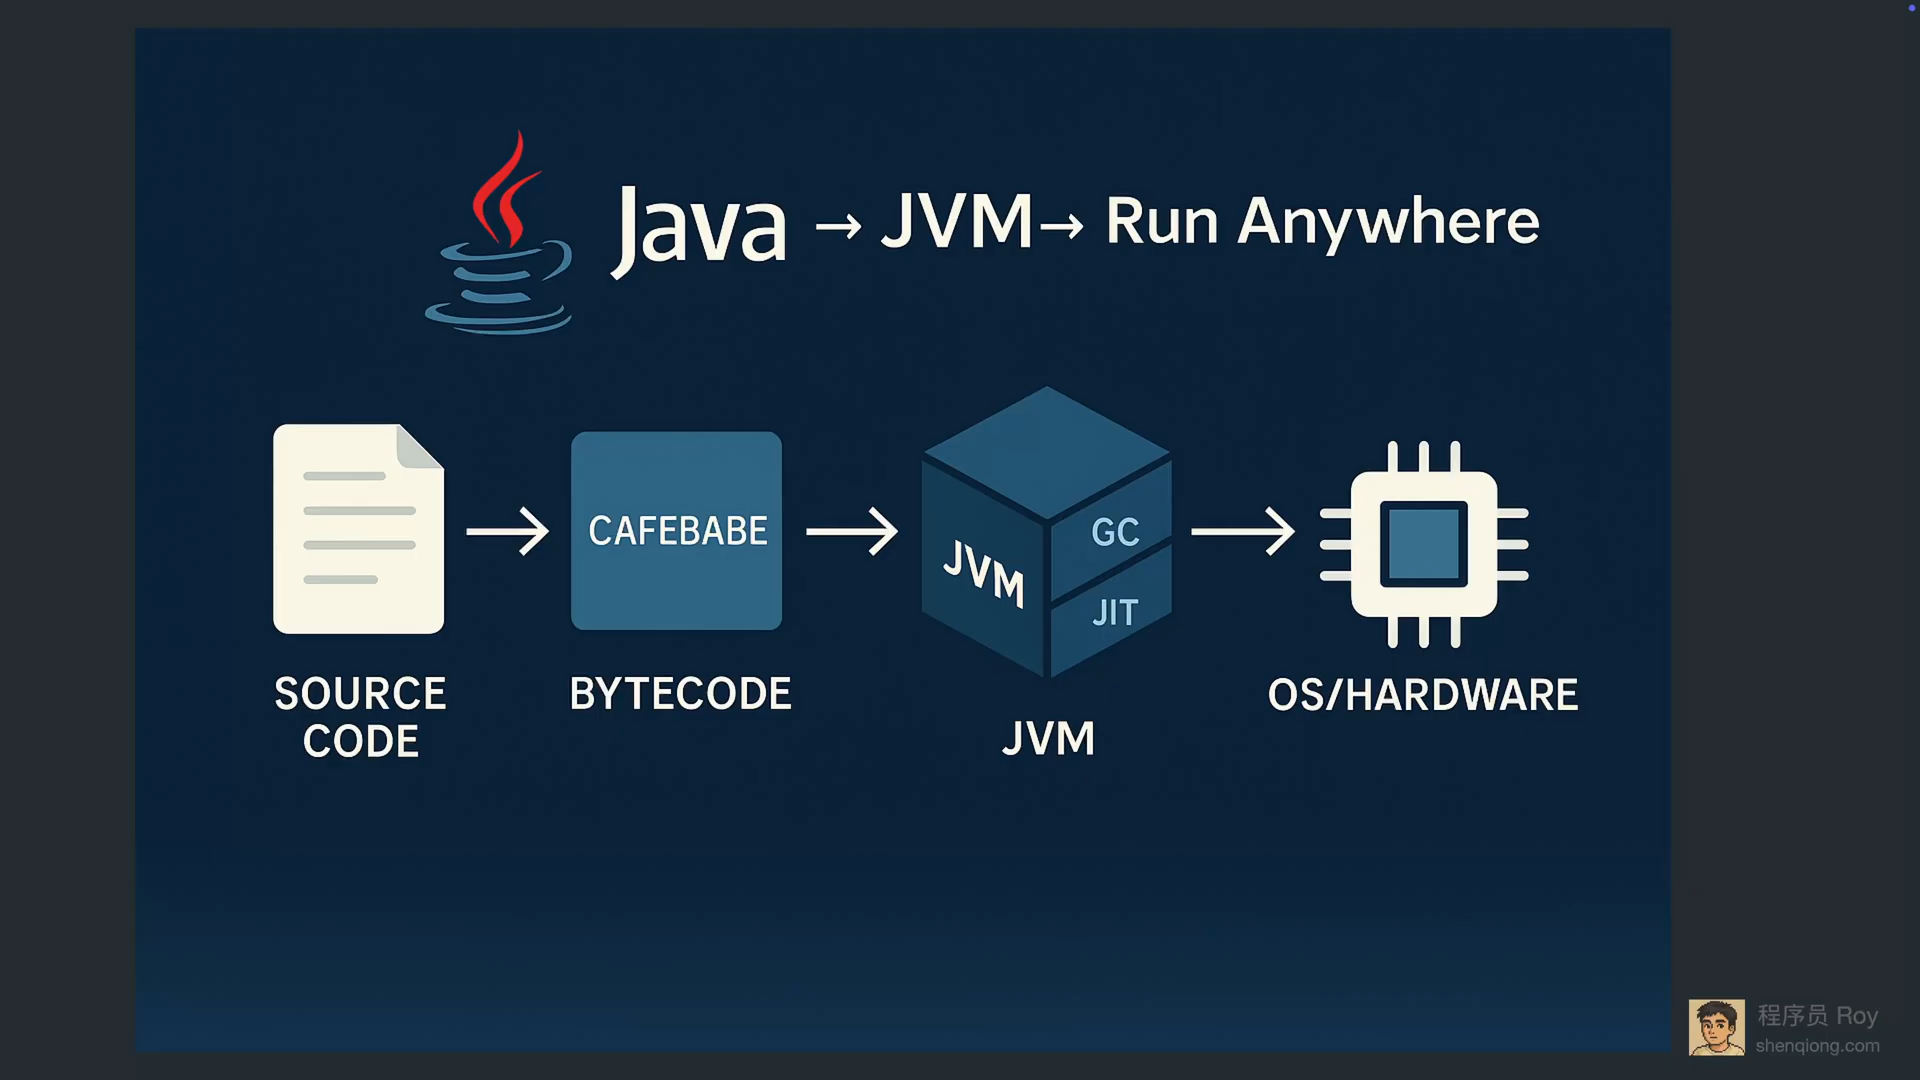 Java → JVM → Run Anywhere
CAFEBABE
JVM
GC
JIT
SOURCE
CODE
BYTECODE
JVM
OS/HARDWARE
程序员 Roy
shenqiong.com